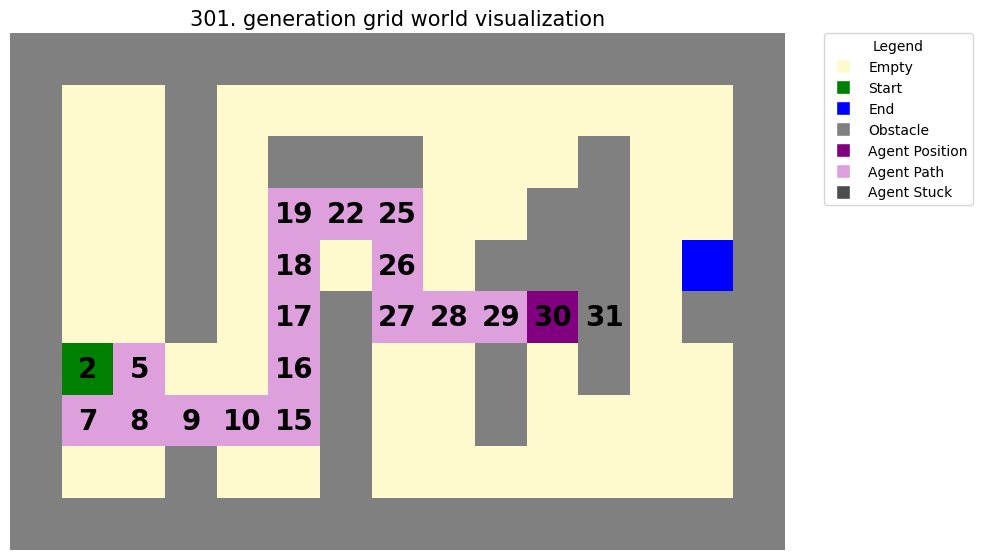 301. generation grid world visualization
Legend
Empty
Start
End
Obstacle
Agent Position
Agent Path
Agent Stuck
19 22 25
18 26
17 27 28 29 30 31
2 5 16
7 8 9 10 15